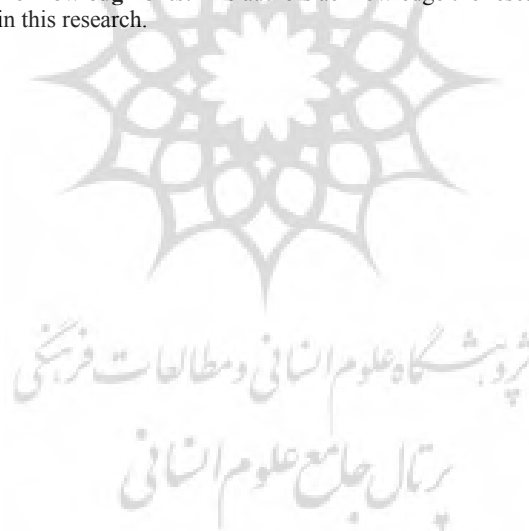 in this research.
پژوهشگاه علوم انسانی و مطالعات فرهنگی
پرتال جامع علوم انسانی